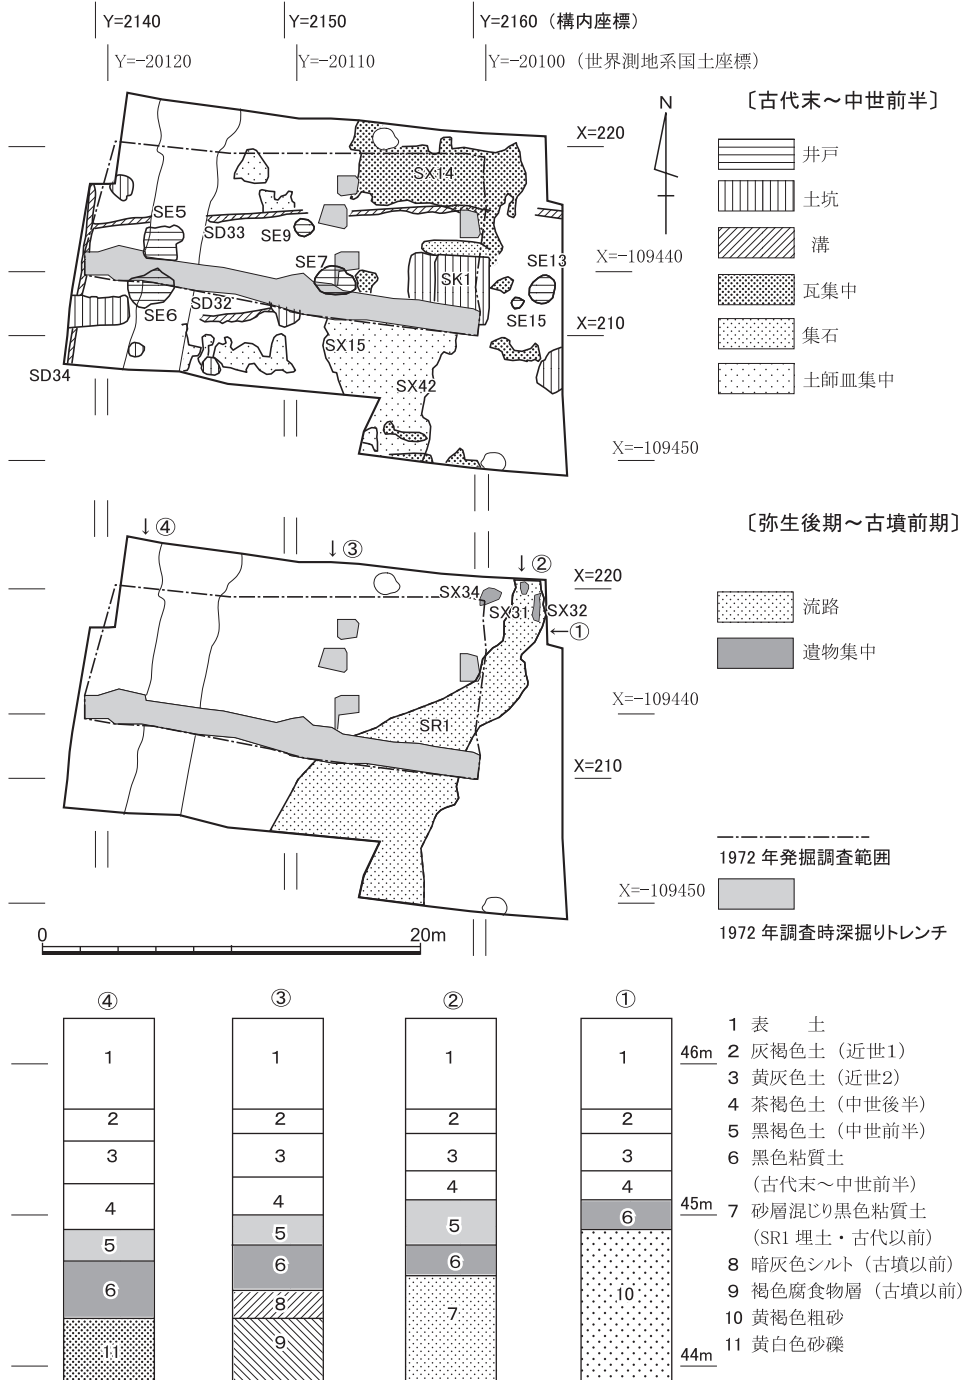 Y=2140
Y=2150
Y=2160（構内座標）
Y=-20120
Y=-20110
Y=-20100（世界測地系国土座標）
N
〔古代末～中世前半〕
X=220
井戸
SX14
土坑
SE5
SD33
SE9
溝
SE7
SE13
X=-109440
SK1
瓦集中
SE6
SD32
SE15
X=210
SX15
集石
SD34
SX42
土師皿集中
X=-109450
〔弥生後期～古墳前期〕
↓④
↓③
↓②
X=220
SX34
SX31
SX32
←①
流路
遺物集中
SR1
X=-109440
X=210
1972 年発掘調査範囲
X=-109450
1972 年調査時深掘りトレンチ
0
20m
④
③
②
①
1
2
3
4
5
6
11
1
2
3
4
5
6
8
9
1
2
3
4
5
6
7
1
2
3
4
6
10
46m
45m
44m
1 表　　土
2 灰褐色土（近世1）
3 黄灰色土（近世2）
4 茶褐色土（中世後半）
5 黒褐色土（中世前半）
6 黒色粘質土
（古代末～中世前半）
7 砂層混じり黒色粘質土
（SR1 埋土・古代以前）
8 暗灰色シルト（古墳以前）
9 褐色腐食物層（古墳以前）
10 黄褐色粗砂
11 黄白色砂礫